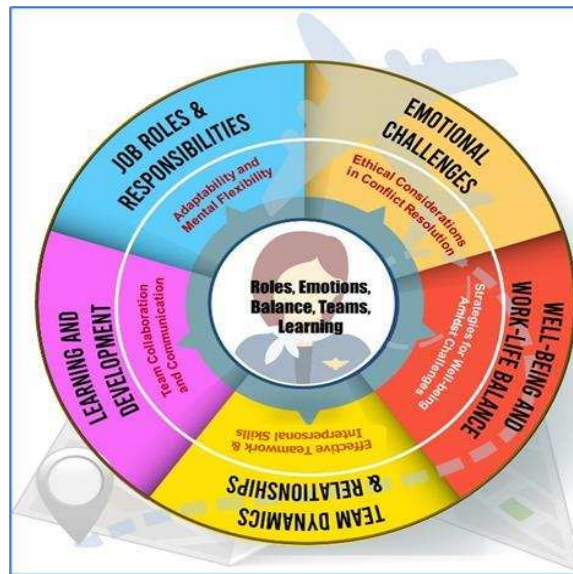 JOB ROLES &
RESPONSIBILITIES
Adaptability and
Mental Flexibility
EMOTIONAL
CHALLENGES
Ethical Considerations
in Conflict Resolution
WELL-BEING AND
WORK-LIFE BALANCE
Strategies for Well-being
Amidst Challenges
TEAM DYNAMICS
& RELATIONSHIPS
Effective Teamwork &
Interpersonal Skills
LEARNING AND
DEVELOPMENT
Team Collaboration
and Communication
Roles, Emotions,
Balance, Teams,
Learning